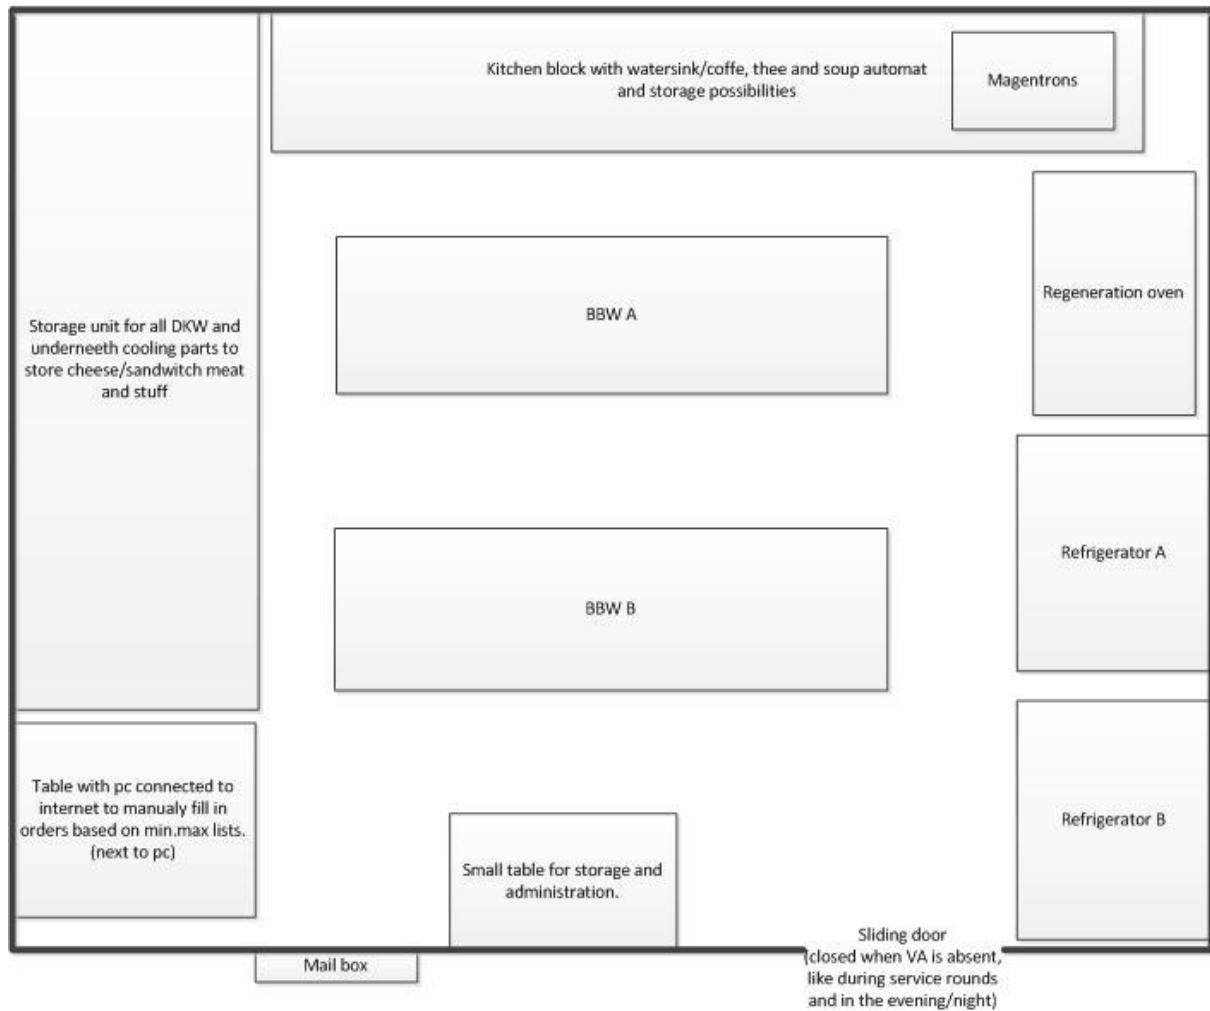 Kitchen block with watersink/coffe, thee and soup automat
and storage possibilities
Magentrons
Regeneration oven
BBW A
Storage unit for all DKW and
underneeth cooling parts to
store cheese/sandwitch meat
and stuff
Refrigerator A
BBW B
Table with pc connected to
internet to manualy fill in
orders based on min.max lists.
(next to pc)
Refrigerator B
Small table for storage and
administration.
Mail box
Sliding door
(closed when VA is absent,
like during service rounds
and in the evening/night)